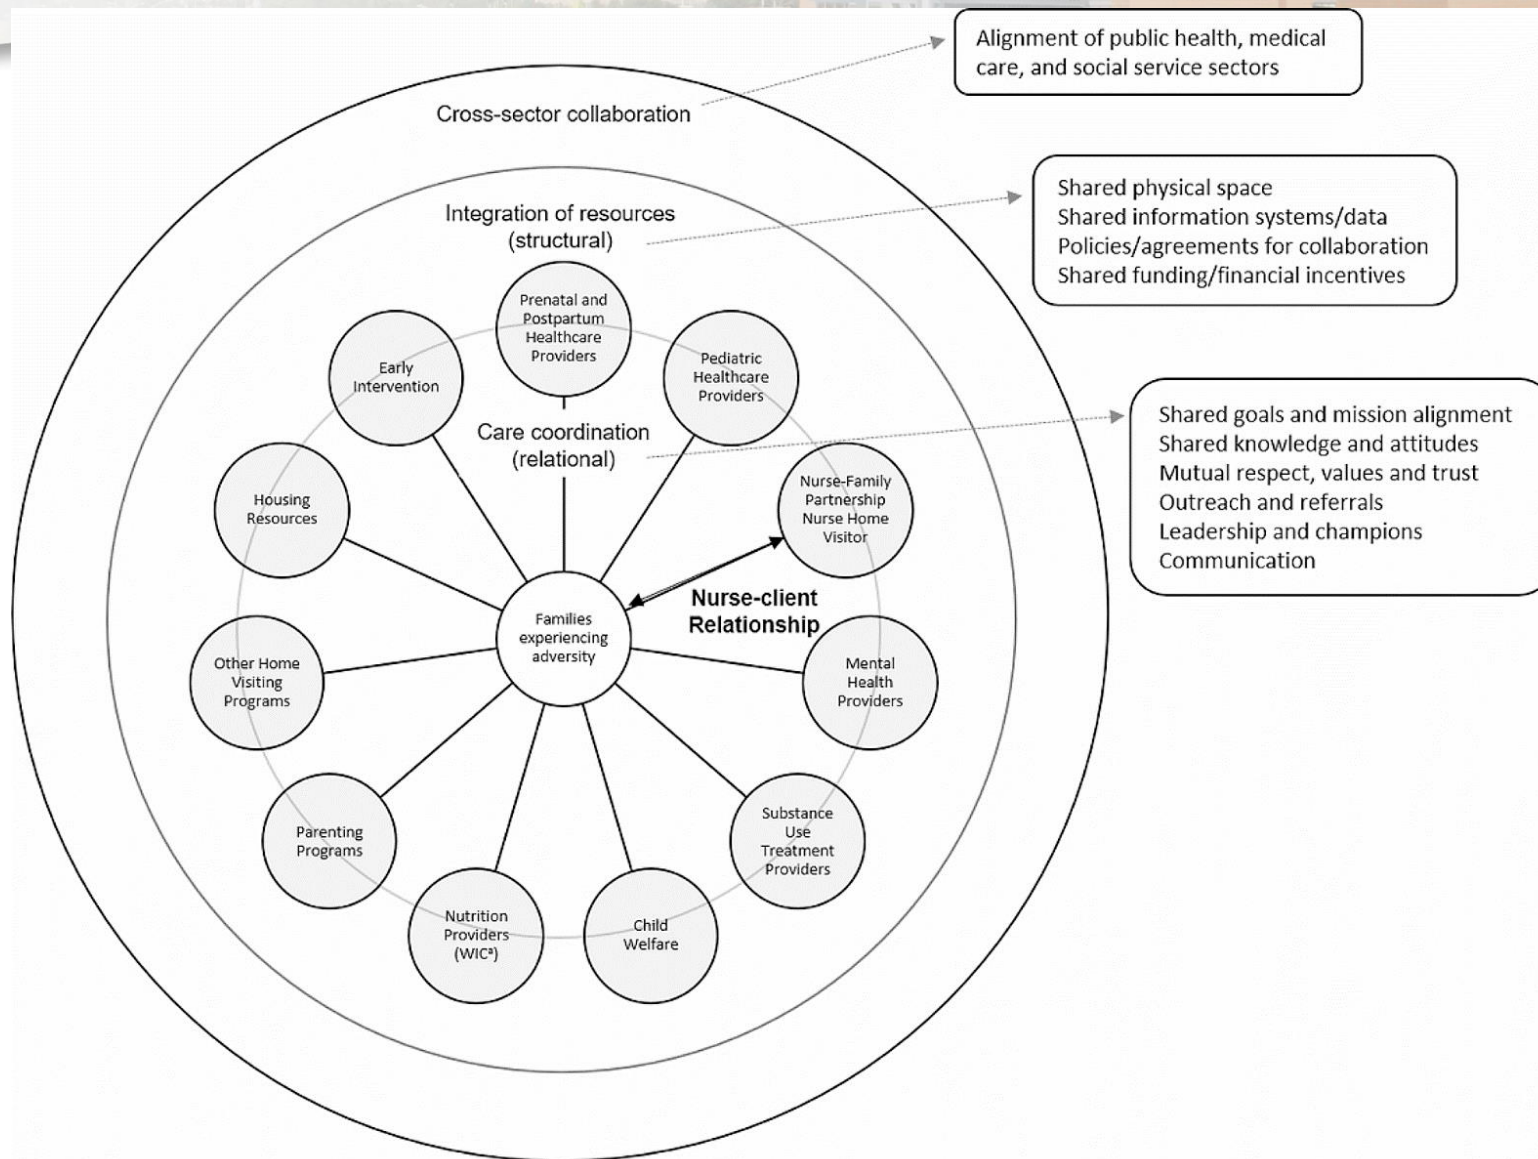 Alignment of public health, medical
care, and social service sectors
Cross-sector collaboration
Shared physical space
Shared information systems/data
Policies/agreements for collaboration
Shared funding/financial incentives
Integration of resources
(structural)
Prenatal and
Postpartum
Healthcare
Providers
Early
Intervention
Pediatric
Healthcare
Providers
Care coordination
(relational)
Shared goals and mission alignment
Shared knowledge and attitudes
Mutual respect, values and trust
Outreach and referrals
Leadership and champions
Communication
Housing
Resources
Nurse-Family
Partnership
Nurse Home
Visitor
Nurse-client
Relationship
Families
experiencing
adversity
Other Home
Visiting
Programs
Mental
Health
Providers
Parenting
Programs
Substance
Use
Treatment
Providers
Nutrition
Providers
(WICª)
Child
Welfare